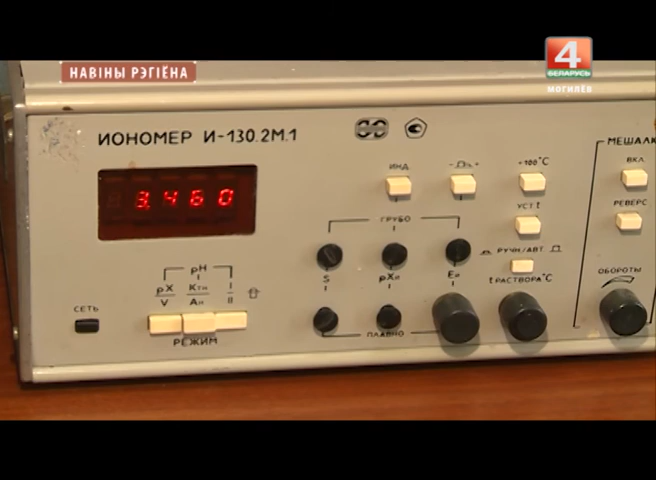 НАВІНЫ РЭГІЁНА
4
БЕЛАРУСЬ
МОГИЛЕВ
ИОНОМЕР И-130.2М.1
3.460
ИНД
- +
+100°C
УСТ t
РУЧН/АВТ
t РАСТВОРА °C
МЕШАЛК
ВКЛ
РЕВЕРС
ОБОРОТЫ
ГРУБО
S
pXи
Eи
ПЛАВНО
СЕТЬ
pH
pX
V
Kтн
Aн
I
II
РЕЖИМ